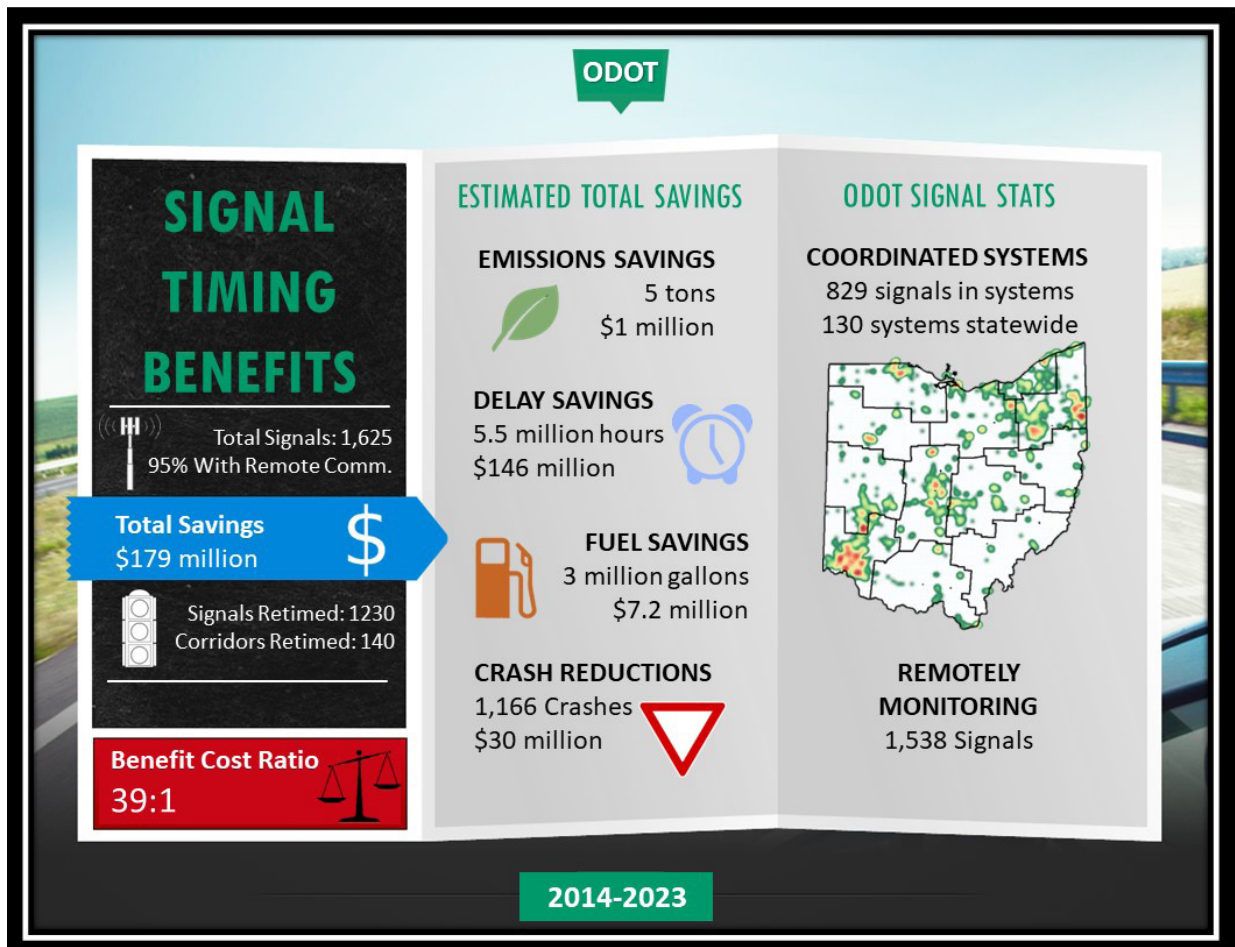 ODOT
SIGNAL
TIMING
BENEFITS
Total Signals: 1,625
95% With Remote Comm.
Total Savings
$179 million
$
Signals Retimed: 1230
Corridors Retimed: 140
Benefit Cost Ratio
39:1
ESTIMATED TOTAL SAVINGS
EMISSIONS SAVINGS
5 tons
$1 million
DELAY SAVINGS
5.5 million hours
$146 million
FUEL SAVINGS
3 million gallons
$7.2 million
CRASH REDUCTIONS
1,166 Crashes
$30 million
ODOT SIGNAL STATS
COORDINATED SYSTEMS
829 signals in systems
130 systems statewide
REMOTELY
MONITORING
1,538 Signals
2014-2023